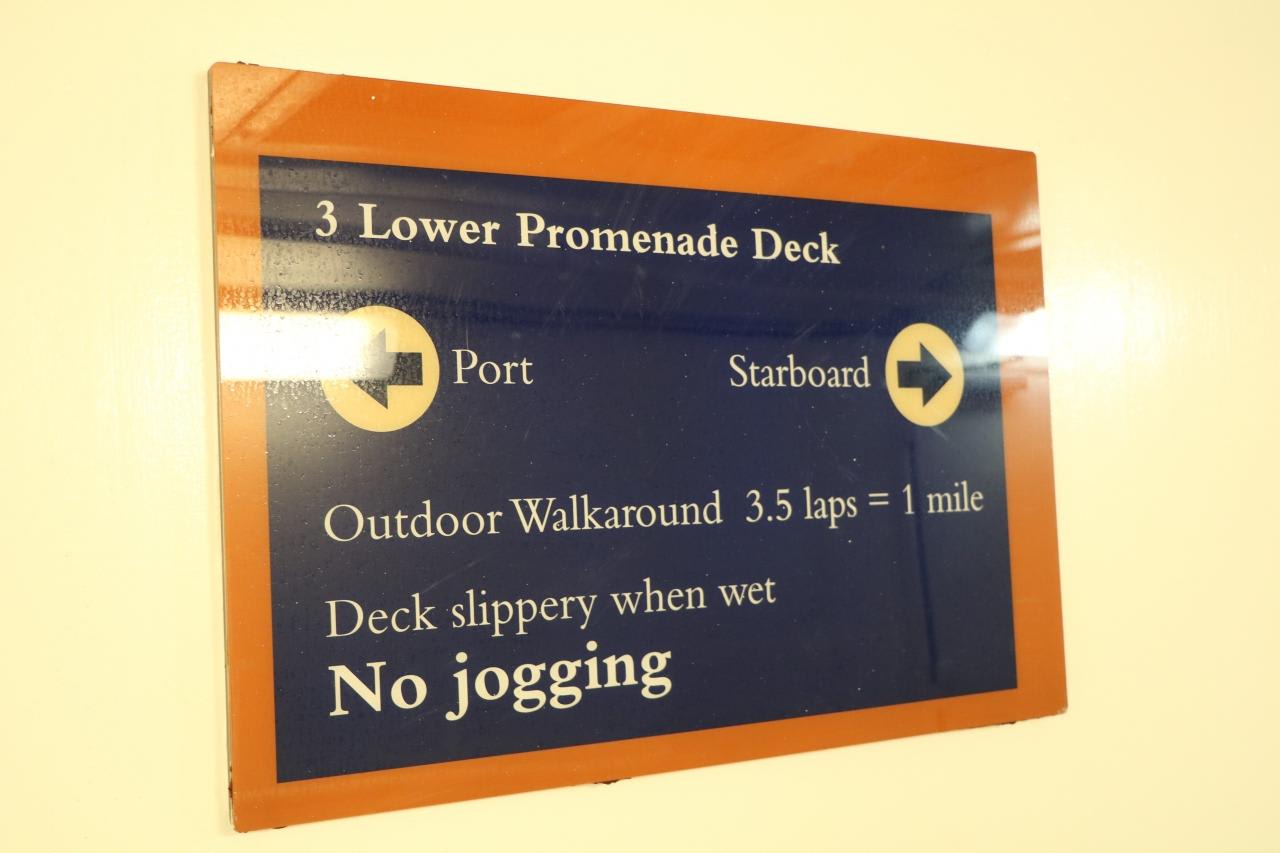 3 Lower Promenade Deck
Port Starboard
Outdoor Walkaround 3.5 laps = 1 mile
Deck slippery when wet
No jogging